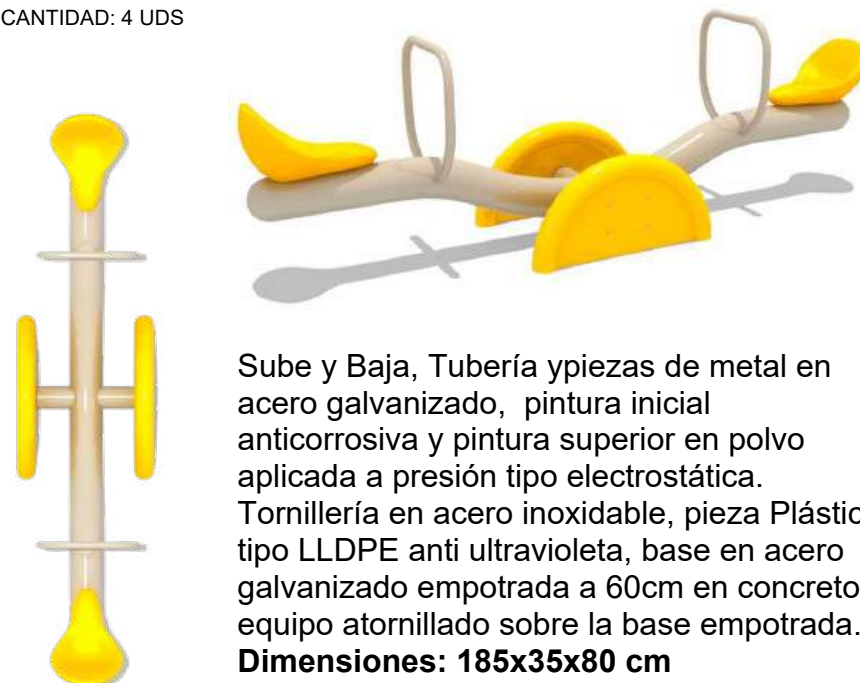 CANTIDAD: 4 UDS
Sube y Baja, Tubería ypiezas de metal en
acero galvanizado, pintura inicial
anticorrosiva y pintura superior en polvo
aplicada a presión tipo electrostática.
Tornillería en acero inoxidable, pieza Plástic
tipo LLDPE anti ultravioleta, base en acero
galvanizado empotrada a 60cm en concreto
equipo atornillado sobre la base empotrada.
Dimensiones: 185x35x80 cm